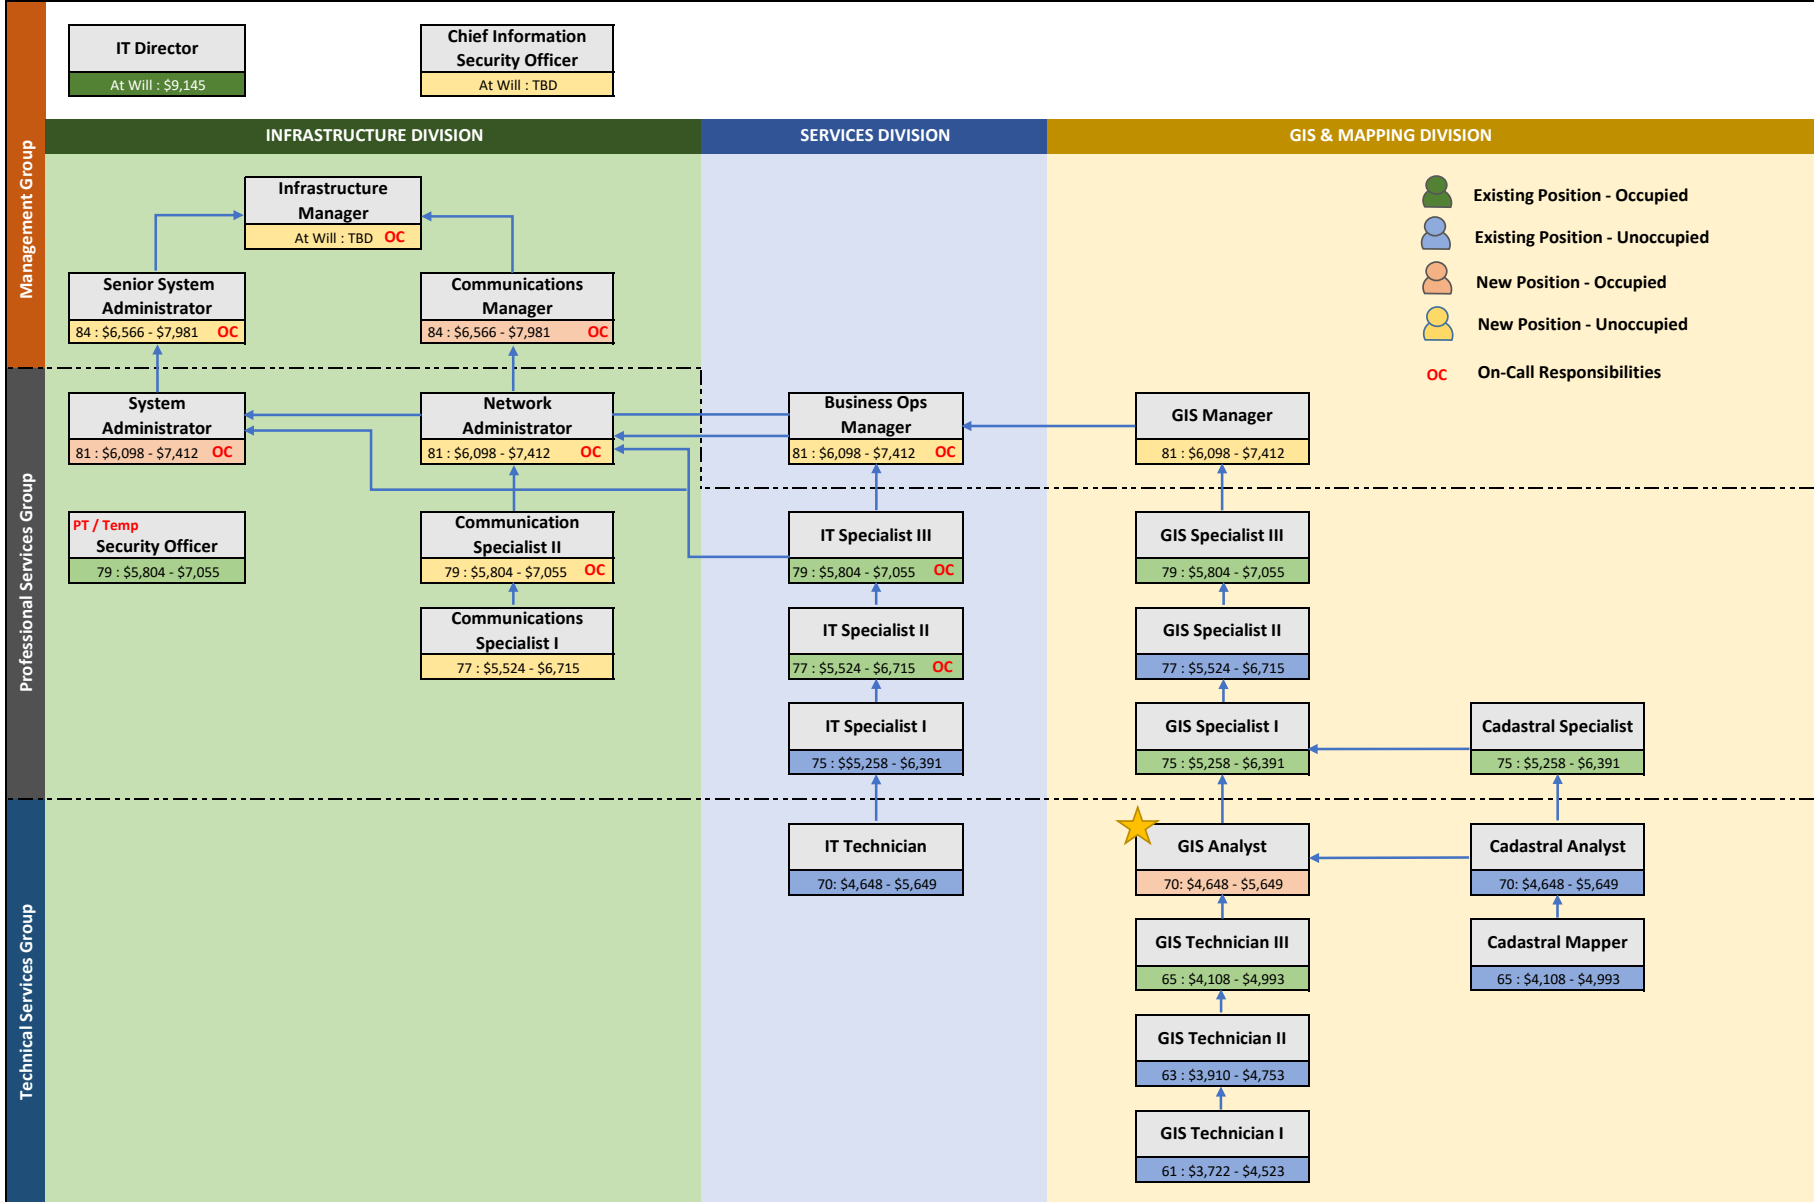 IT Director
At Will : $9,145
Chief Information
Security Officer
At Will : TBD
Management Group
INFRASTRUCTURE DIVISION
SERVICES DIVISION
GIS & MAPPING DIVISION
Infrastructure
Manager
At Will : TBD OC
Existing Position - Occupied
Existing Position - Unoccupied
New Position - Occupied
New Position - Unoccupied
OC On-Call Responsibilities
Senior System
Administrator
84 : $6,566 - $7,981 OC
Communications
Manager
84 : $6,566 - $7,981 OC
Professional Services Group
System
Administrator
81 : $6,098 - $7,412 OC
Network
Administrator
81 : $6,098 - $7,412 OC
Business Ops
Manager
81 : $6,098 - $7,412 OC
GIS Manager
81 : $6,098 - $7,412
PT / Temp
Security Officer
79 : $5,804 - $7,055
Communication
Specialist II
79 : $5,804 - $7,055 OC
IT Specialist III
79 : $5,804 - $7,055 OC
GIS Specialist III
79 : $5,804 - $7,055
Communications
Specialist I
77 : $5,524 - $6,715
IT Specialist II
77 : $5,524 - $6,715 OC
GIS Specialist II
77 : $5,524 - $6,715
IT Specialist I
75 : $$5,258 - $6,391
GIS Specialist I
75 : $5,258 - $6,391
Cadastral Specialist
75 : $5,258 - $6,391
Technical Services Group
IT Technician
70: $4,648 - $5,649
GIS Analyst
70: $4,648 - $5,649
Cadastral Analyst
70: $4,648 - $5,649
GIS Technician III
65 : $4,108 - $4,993
Cadastral Mapper
65 : $4,108 - $4,993
GIS Technician II
63 : $3,910 - $4,753
GIS Technician I
61 : $3,722 - $4,523